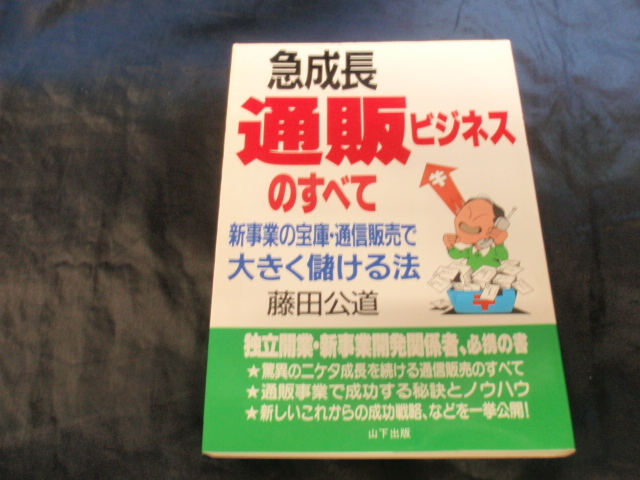 急成長
通販ビジネス
のすべて
新事業の宝庫・通信販売で
大きく儲ける法
藤田公道
独立開業・新事業開発関係者、必携の書
★驚異のニケタ成長を続ける通信販売のすべて
★通販事業で成功する秘訣とノウハウ
★新しいこれからの成功戦略、などを一挙公開!
山下出版